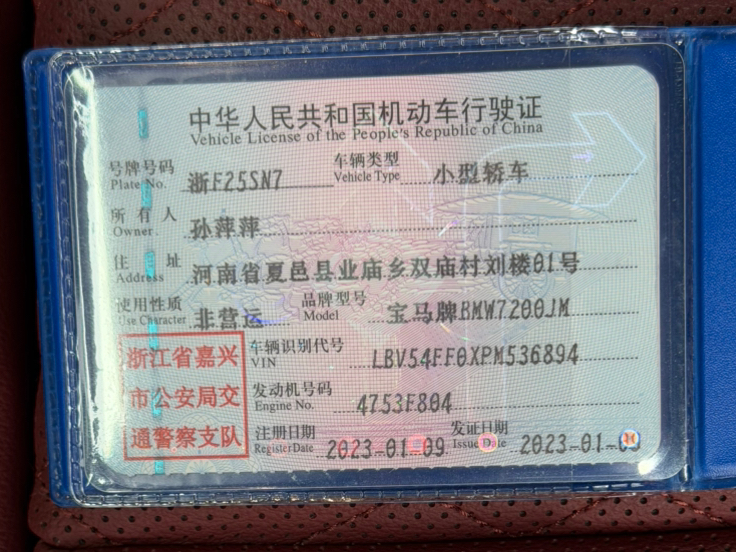 中华人民共和国机动车行驶证
Vehicle License of the People's Republic of China
号牌号码 浙F25SN7 车辆类型 小型轿车
Plate No. Vehicle Type
所有人 孙萍萍
Owner
住址 河南省夏邑县业庙乡双庙村刘楼01号
Address
使用性质 非营运 品牌型号 宝马牌BMW7200JM
Use Character Model
浙江省嘉兴
市公安局交
通警察支队
车辆识别代号 LBV54FF0XPM536894
VIN
发动机号码 4753F804
Engine No.
注册日期 2023-01-09 发证日期 2023-01-
Register Date Issue Date